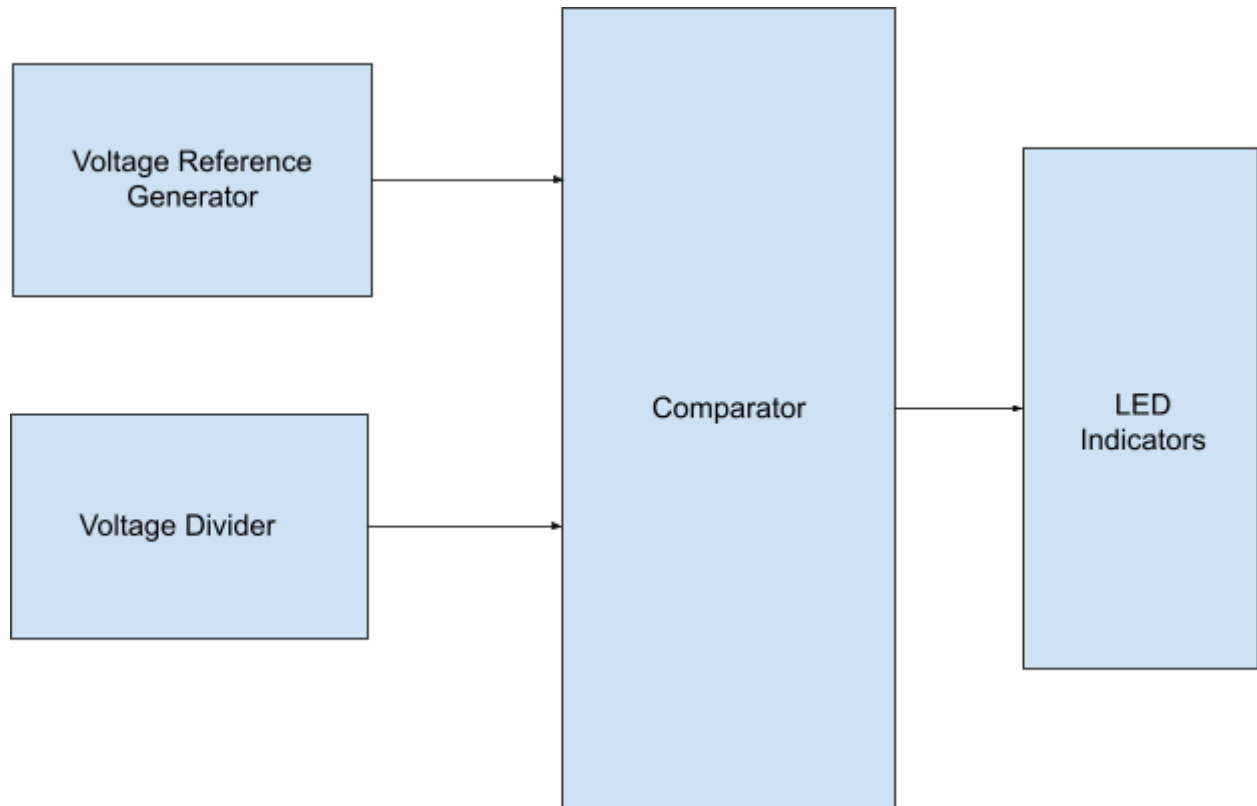 Voltage Reference
Generator
Voltage Divider
Comparator
LED
Indicators